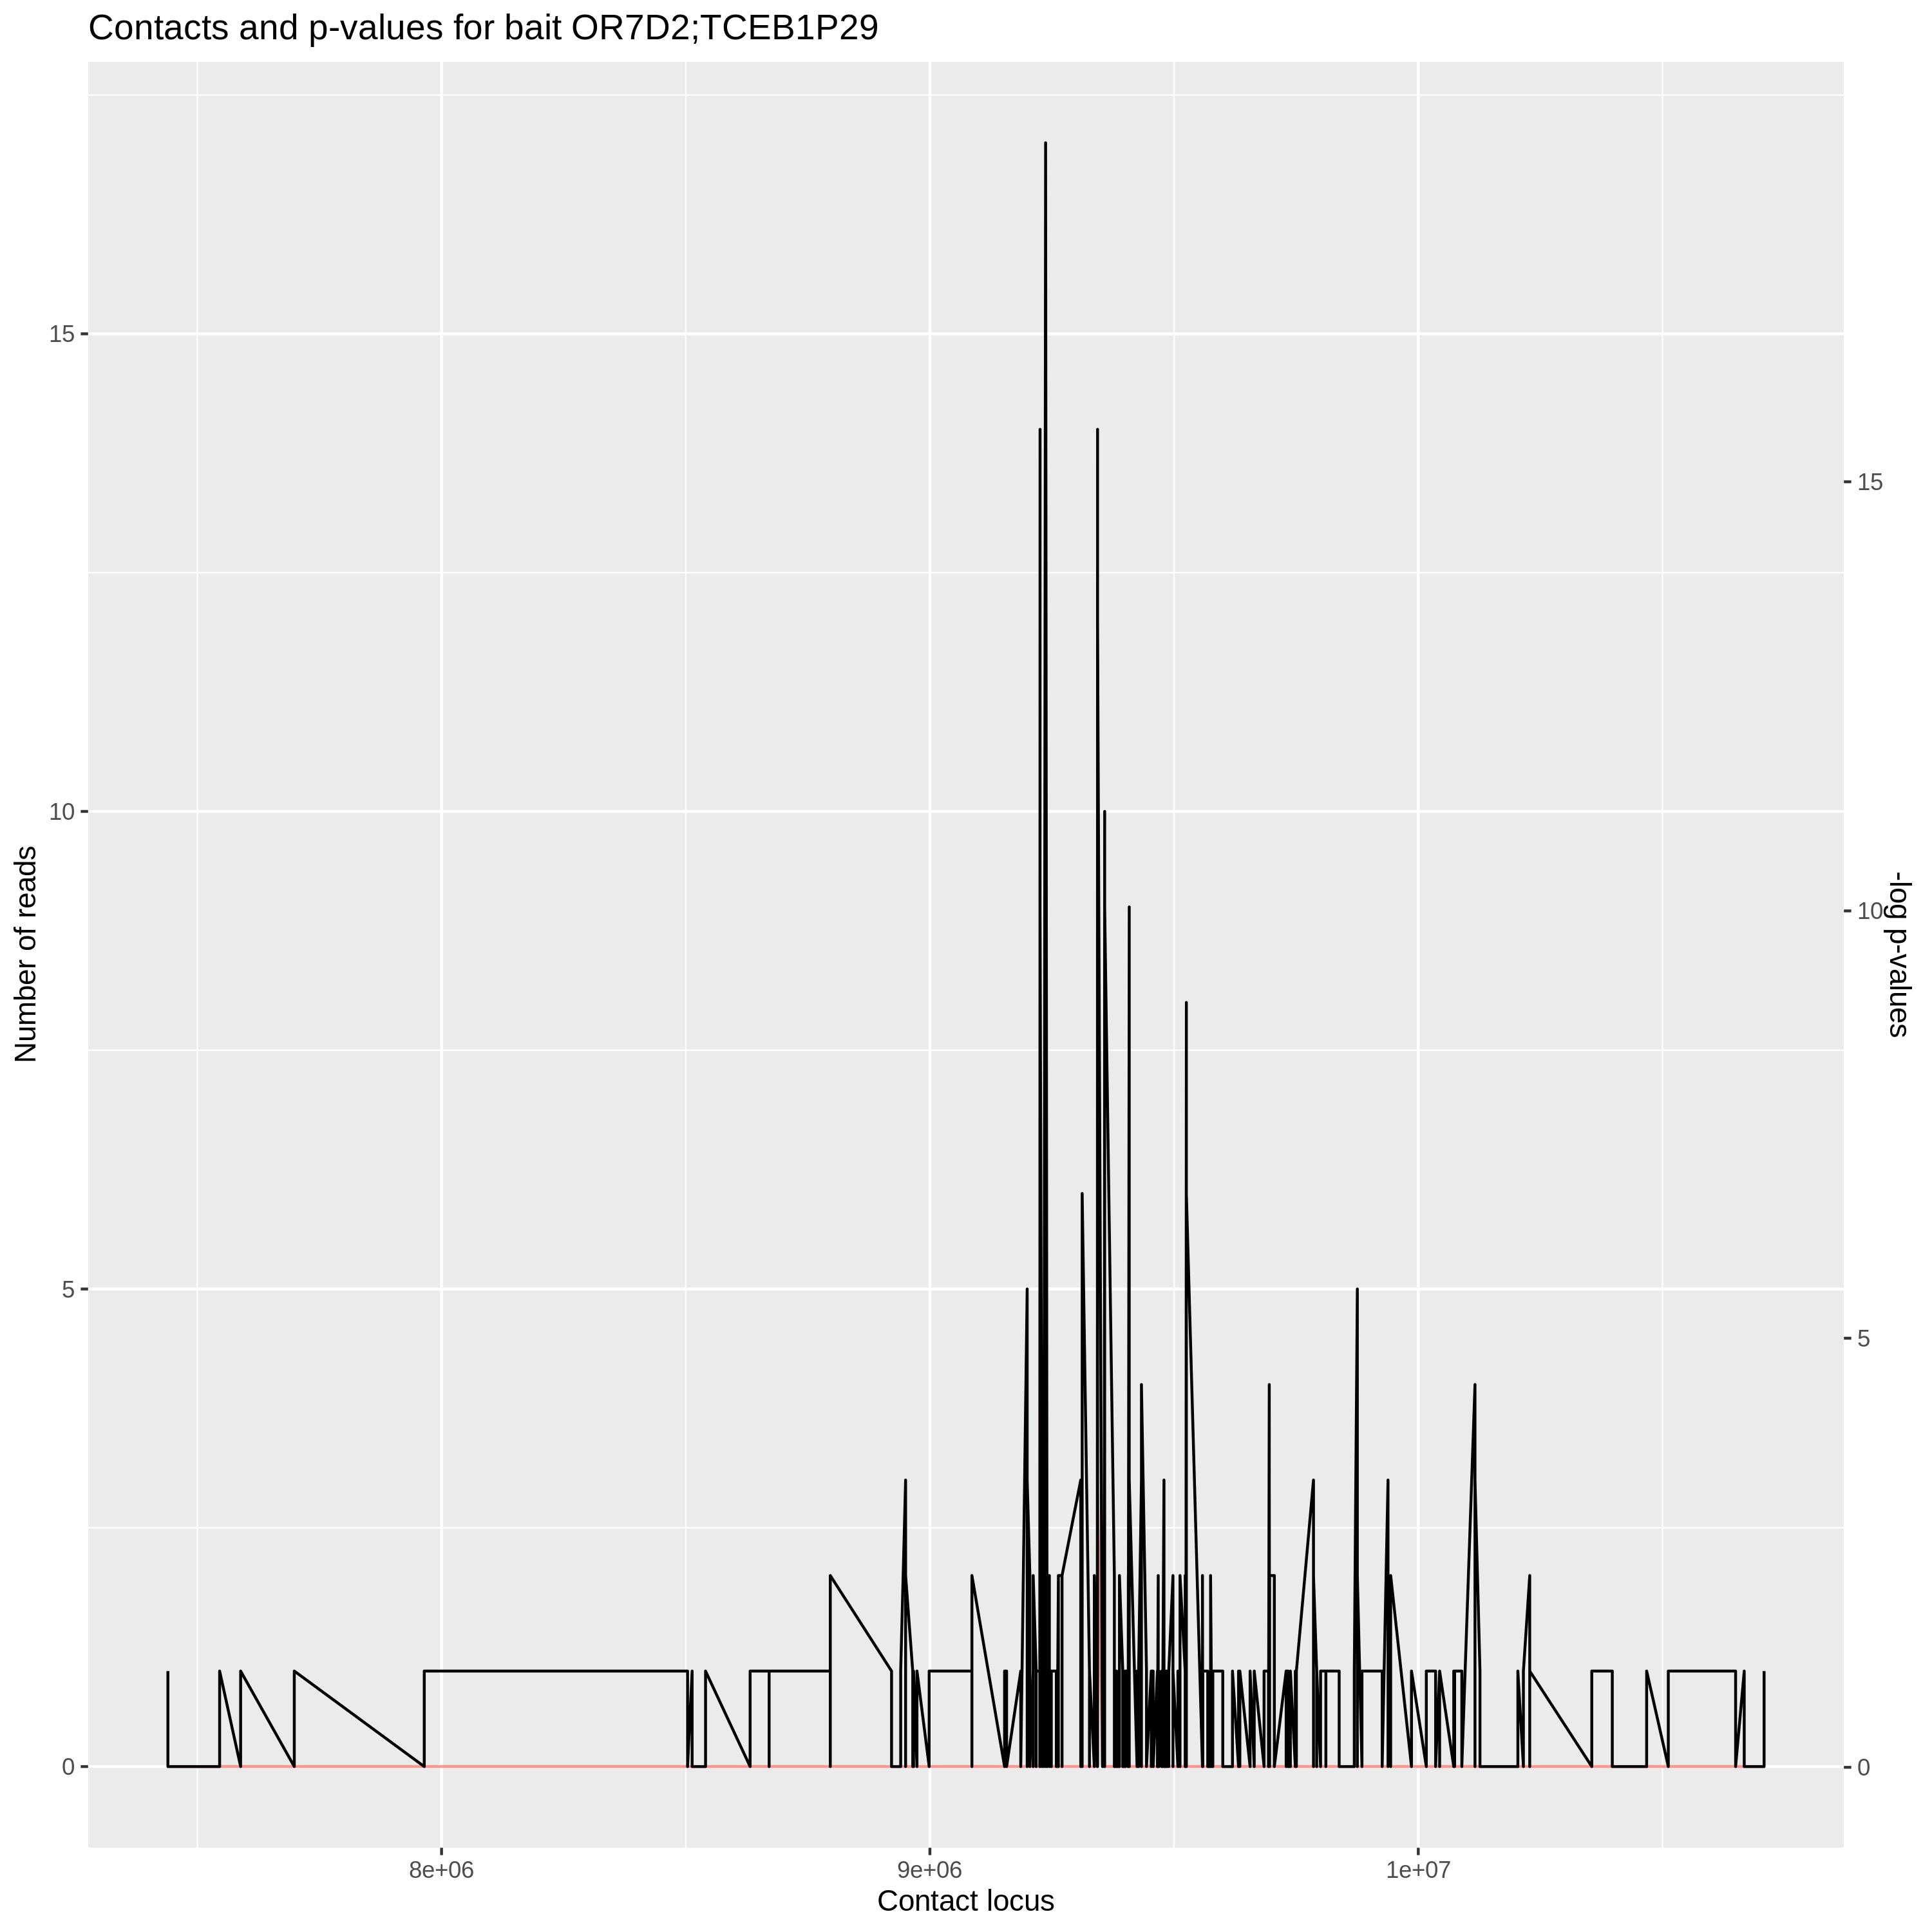 Contacts and p-values for bait OR7D2;TCEB1P29
15
10
5
0
Number of reads
15
10
5
0
-log p-values
8e+06 9e+06 1e+07
Contact locus